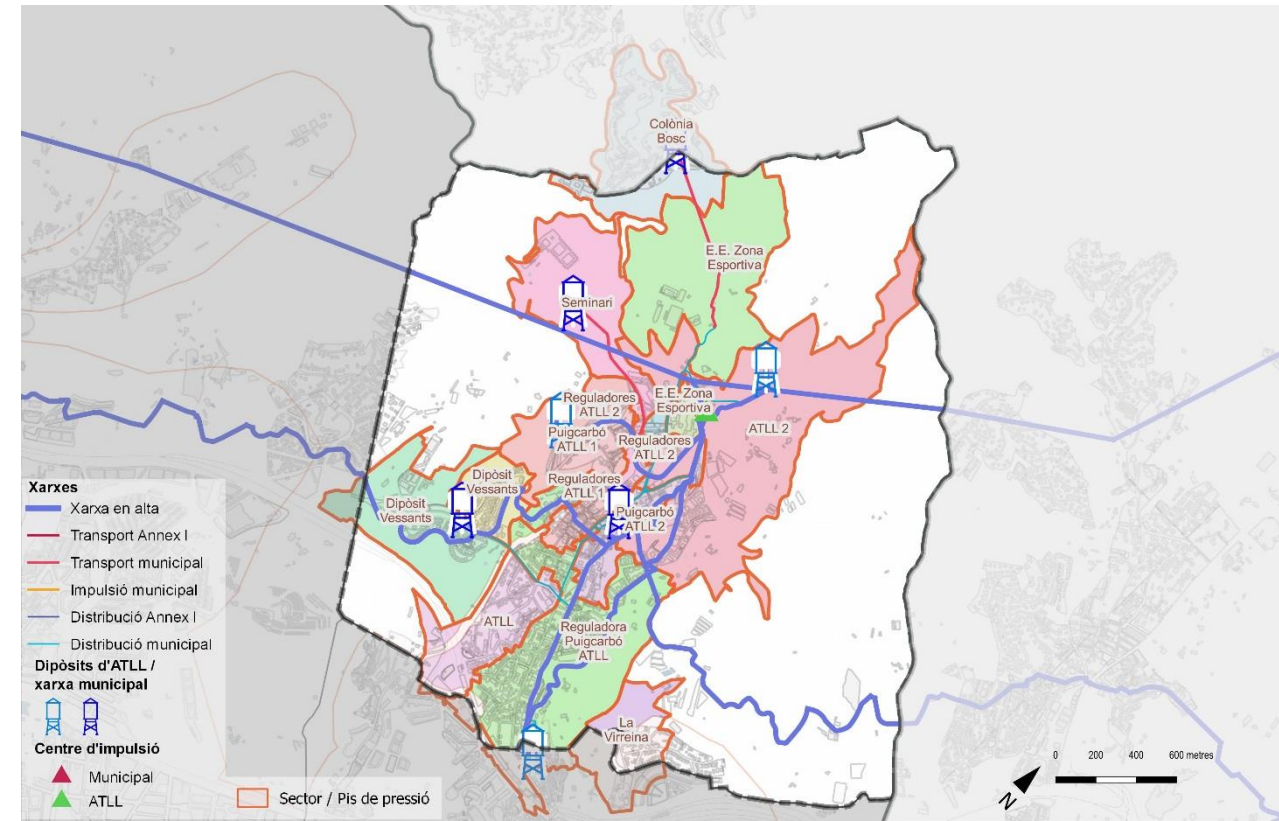 Colònia
Bosc
E.E. Zona
Esportiva
Seminari
Reguladores
ATLL 2
E.E. Zona
Esportiva
Puigcarbó
ATLL 1
Reguladores
ATLL 2
ATLL 2
Dipòsit
Vessants
Reguladores
ATLL 1
Dipòsit
Vessants
Puigcarbó
ATLL 2
ATLL
Reguladora
Puigcarbó
ATLL
La
Virreina
Xarxes
Xarxa en alta
Transport Annex I
Transport municipal
Impulsió municipal
Distribució Annex I
Distribució municipal
Dipòsits d'ATLL /
xarxa municipal
Centre d'impulsió
Municipal
ATLL
Sector / Pis de pressió
N
0 200 400 600 metres